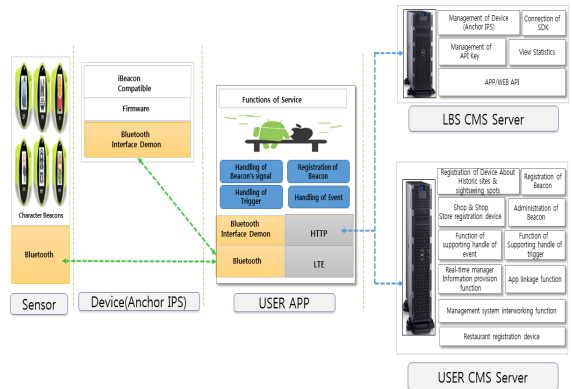 Character Beacons
Bluetooth
Sensor
iBeacon
Compatible
Firmware
Bluetooth
Interface Demon
Device(Anchor IPS)
Functions of Service
Handling of
Beacon's signal
Registration of
Beacon
Handling of
Trigger
Handling of Event
Bluetooth
Interface Demon
HTTP
Bluetooth
LTE
USER APP
Management of Device
(Anchor IPS)
Connection of
SDK
Management of
API Key
View Statistics
APP/WEB API
LBS CMS Server
Registration of Device About
Historic sites &
sightseeing spots
Registration of
Beacon
Shop & Shop
Store registration device
Administration of
Beacon
Function of
supporting handle of
event
Function of
Supporting handle of
trigger
Real-time manager
Information provision
function
App linkage function
Management system interworking function
Restaurant registration device
USER CMS Server